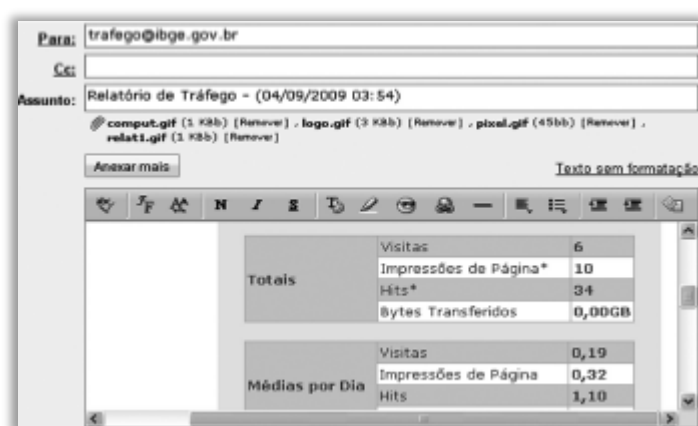 Para: trafego@ibge.gov.br
Cc:
Assunto: Relatório de Tráfego - (04/09/2009 03:54)
comput.gif (1 KBb) [Remover] , logo.gif (3 KBb) [Remover] , pixel.gif (45bb) [Remover] ,
relat1.gif (1 KBb) [Remover]
Anexar mais
Texto sem formatação
N I S
Totais
Visitas 6
Impressões de Página* 10
Hits* 34
Bytes Transferidos 0,00GB
Médias por Dia
Visitas 0,19
Impressões de Página 0,32
Hits 1,10